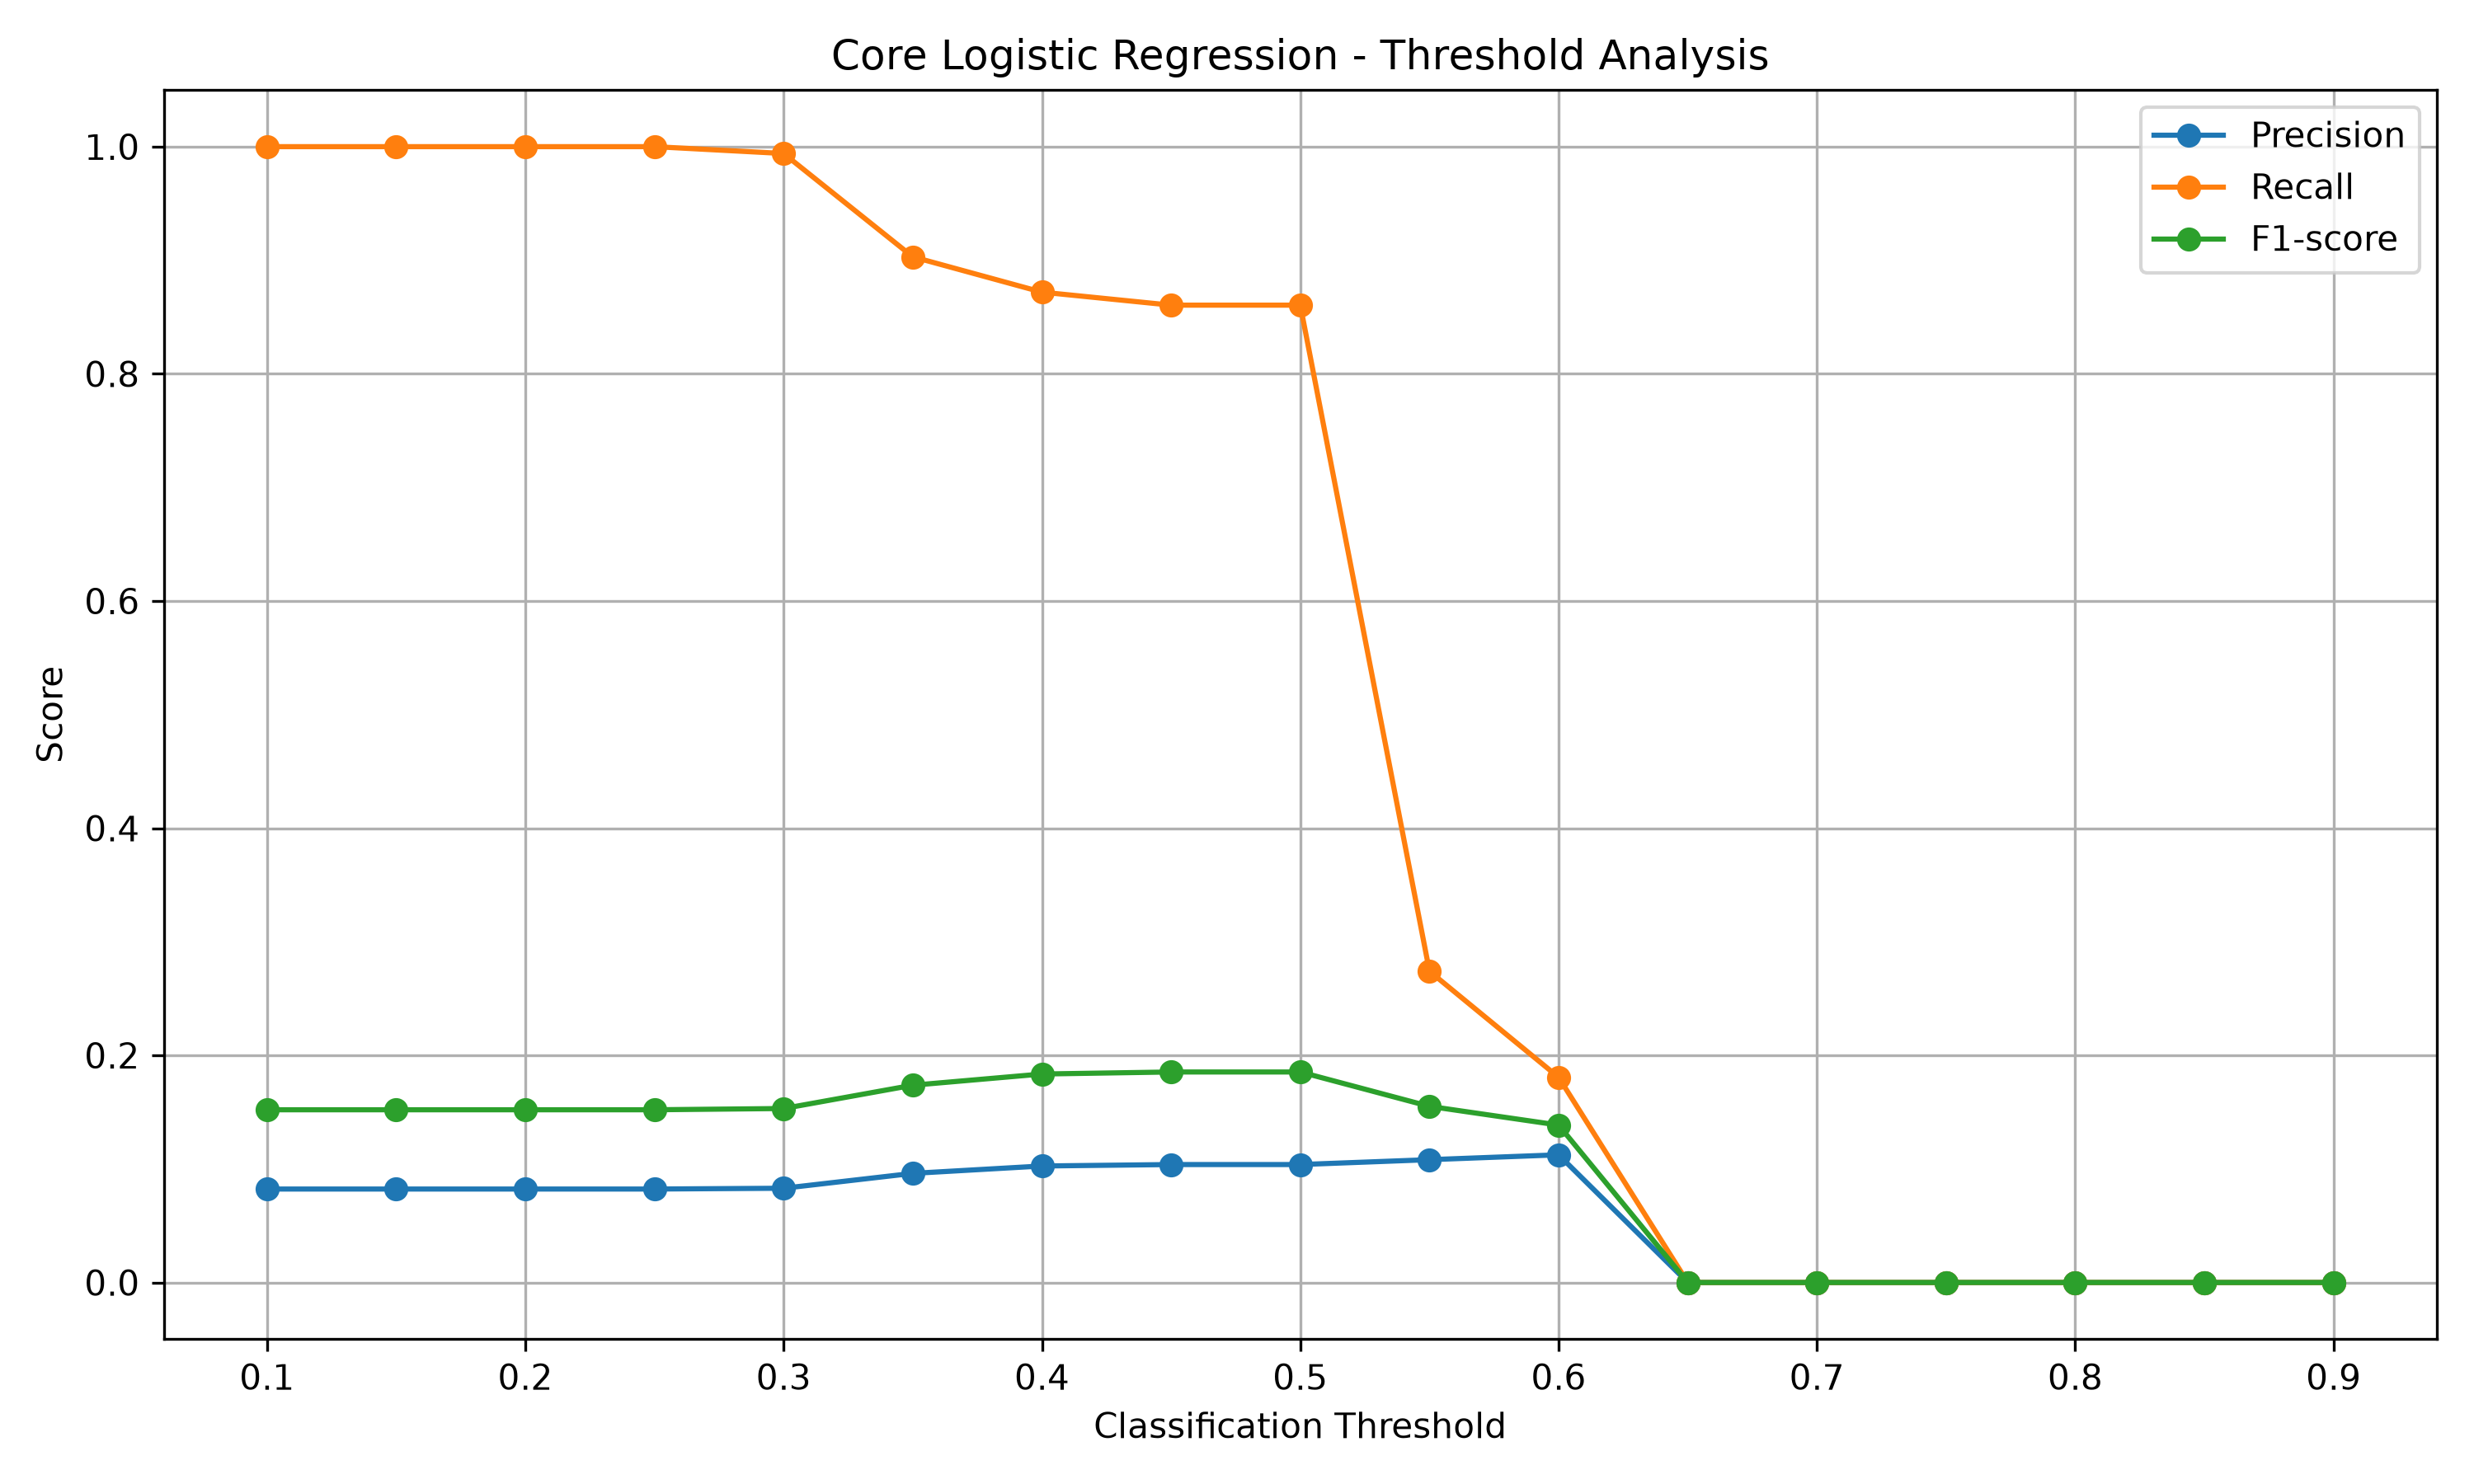 Core Logistic Regression - Threshold Analysis
Precision
Recall
F1-score
1.0
0.8
0.6
0.4
0.2
0.0
Score
0.1 0.2 0.3 0.4 0.5 0.6 0.7 0.8 0.9
Classification Threshold